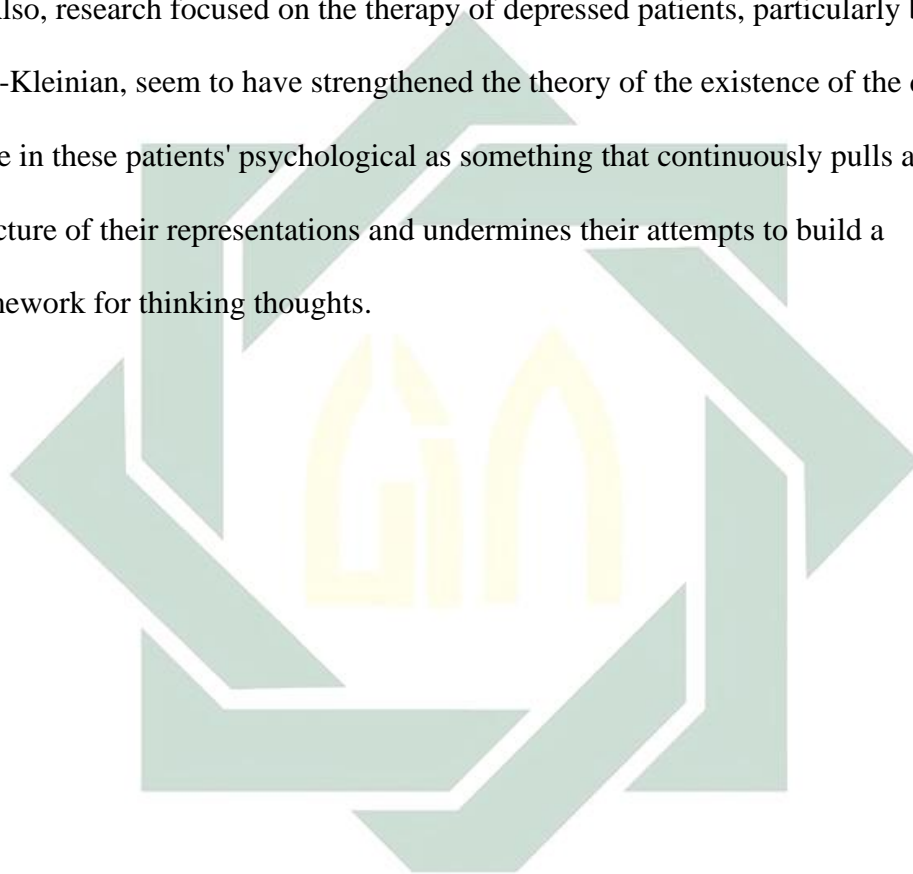 Also, research focused on the therapy of depressed patients, particularly
-Kleinian, seem to have strengthened the theory of the existence of the
in these patients' psychological as something that continuously pulls
cture of their representations and undermines their attempts to build a
nework for thinking thoughts.